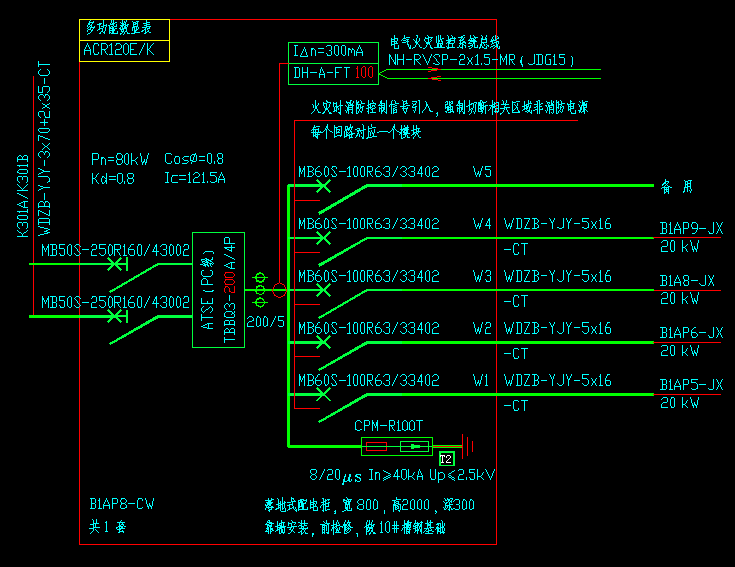 多功能数显表
ACR120E/K
I△n=300mA
DH-A-FT 100
电气火灾监控系统总线
NH-RVSP-2x1.5-MR(JDG15)
火灾时消防控制信号引入，强制切断相关区域非消防电源
每个回路对应一个模块
K301A/K301B
WDZB-YJY-3x70+2x35-CT
Pn=80kW
Cosø=0.8
Kd=0.8
Ic=121.5A
MB60S-100R63/33402
W5
备 用
MB60S-100R63/33402
W4
WDZB-YJY-5x16
-CT
B1AP9-JX
20 kW
MB50S-250R160/43002
ATSE(PC级)
TBBQ3-200A/4P
MB60S-100R63/33402
W3
WDZB-YJY-5x16
-CT
B1A8-JX
20 kW
MB50S-250R160/43002
200/5
MB60S-100R63/33402
W2
WDZB-YJY-5x16
-CT
B1AP6-JX
20 kW
MB60S-100R63/33402
W1
WDZB-YJY-5x16
-CT
B1AP5-JX
20 kW
CPM-R100T
T2
8/20μs In≥40kA Up≤2.5kV
B1AP8-CW
共1 套
落地式配电柜，宽 800，高2000，深300
靠墙安装，前检修，做10#槽钢基础